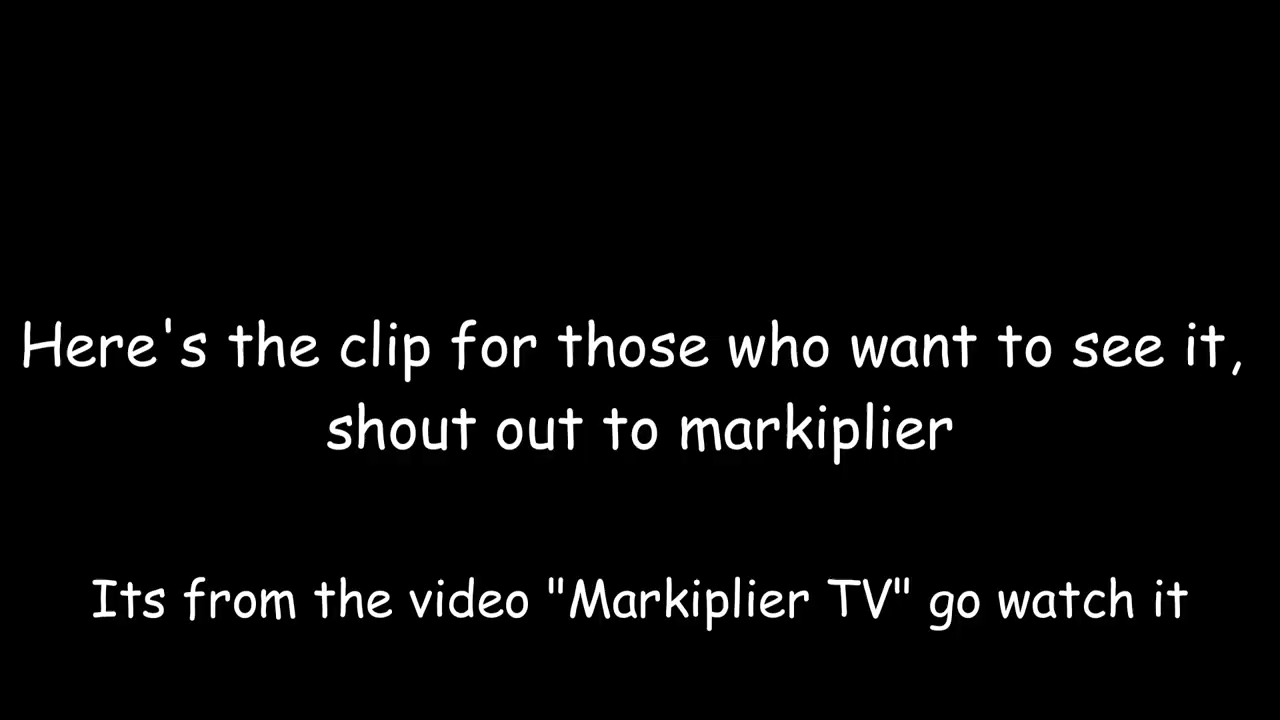 Here's the clip for those who want to see it,
shout out to markiplier
Its from the video "Markiplier TV" go watch it